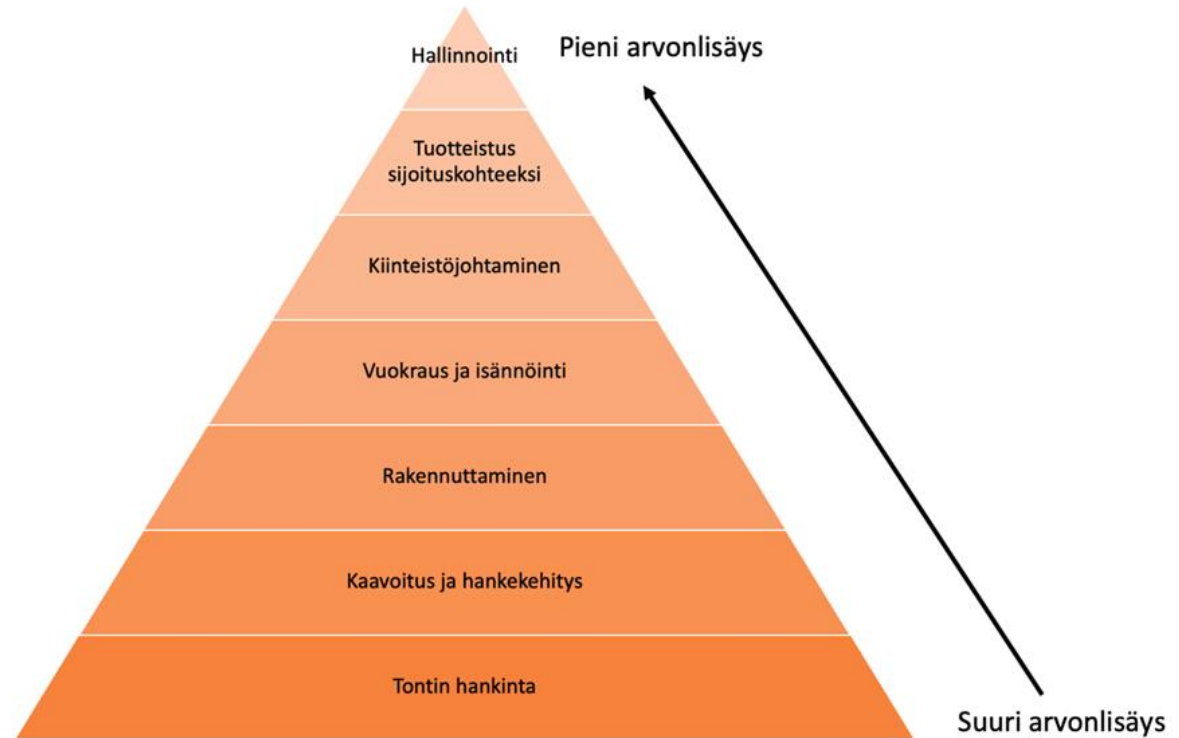 Hallinnointi
Pieni arvonlisäys
Tuotteistus
sijoituskohteeksi
Kiinteistöjohtaminen
Vuokraus ja isännöinti
Rakennuttaminen
Kaavoitus ja hankekehitys
Tontin hankinta
Suuri arvonlisäys